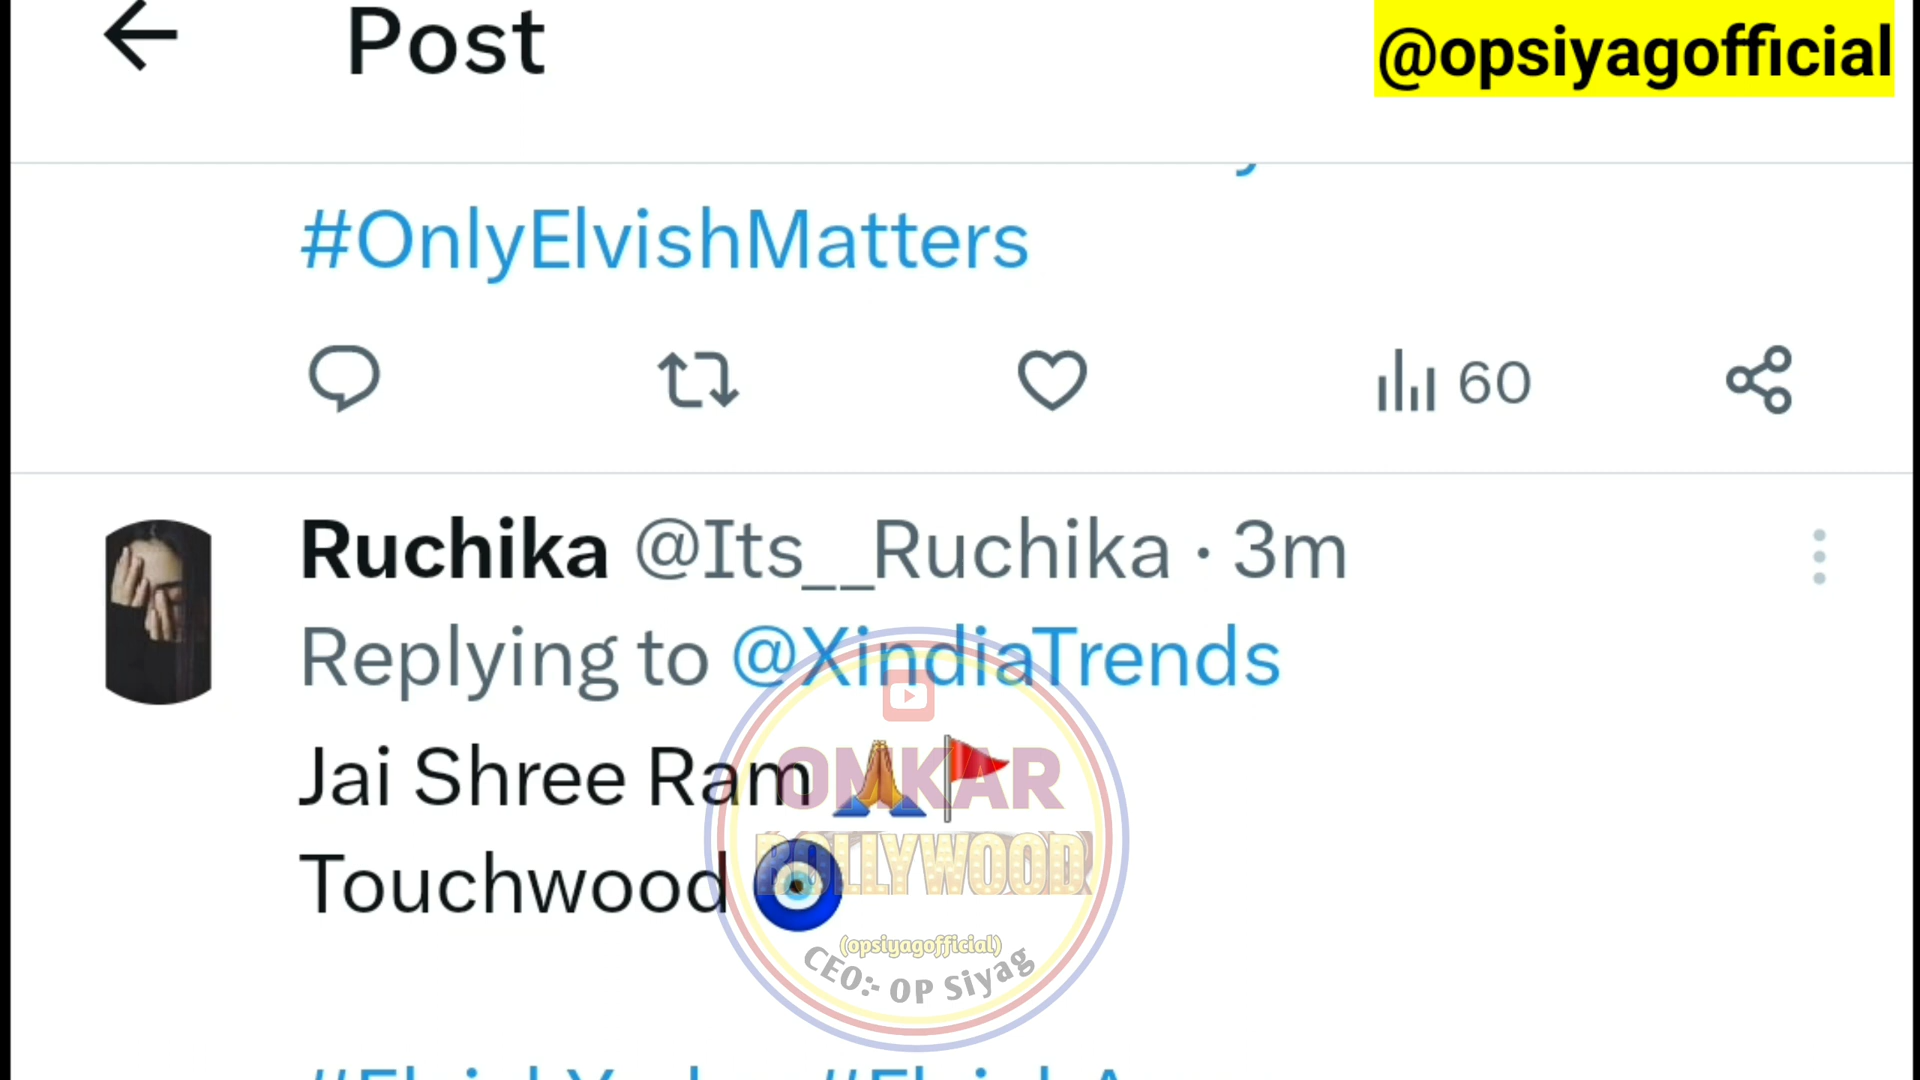 Post
@opsiyagofficial
#OnlyElvishMatters
60
Ruchika @Its__Ruchika · 3m
Replying to @XindiaTrends
Jai Shree Ram 🙏🚩
Touchwood 🧿
OMKAR
BOLLYWOOD
(opsiyagofficial)
CEO:- OP Siyag